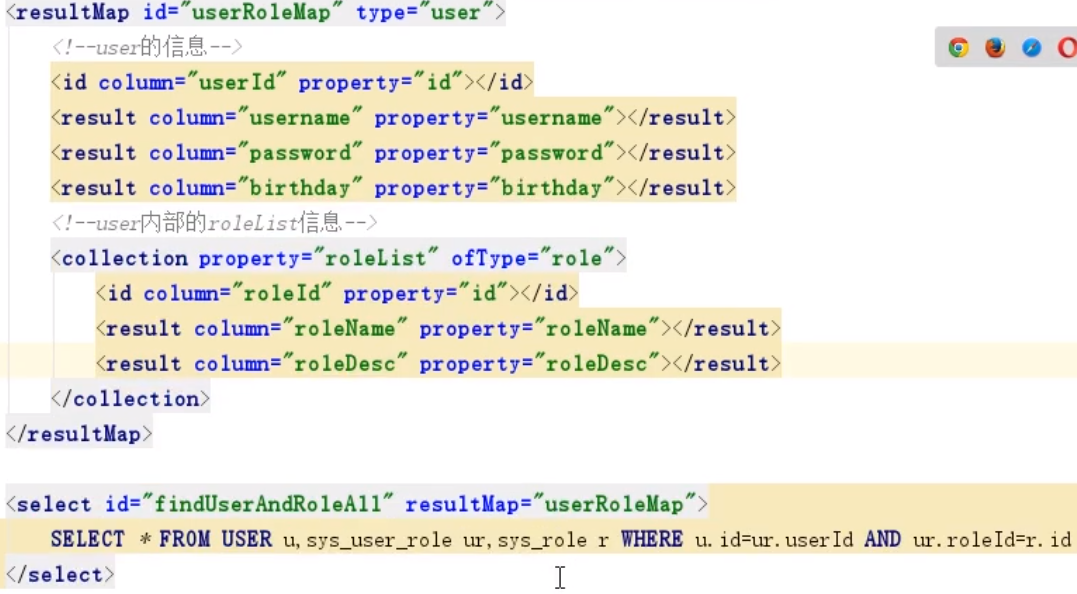 <resultMap id="userRoleMap" type="user">
<!--user的信息-->
<id column="userId" property="id"></id>
<result column="username" property="username"></result>
<result column="password" property="password"></result>
<result column="birthday" property="birthday"></result>
<!--user内部的roleList信息-->
<collection property="roleList" ofType="role">
<id column="roleId" property="id"></id>
<result column="roleName" property="roleName"></result>
<result column="roleDesc" property="roleDesc"></result>
</collection>
</resultMap>
<select id="findUserAndRoleAll" resultMap="userRoleMap">
SELECT * FROM USER u,sys_user_role ur,sys_role r WHERE u.id=ur.userId AND ur.roleId=r.id
</select>